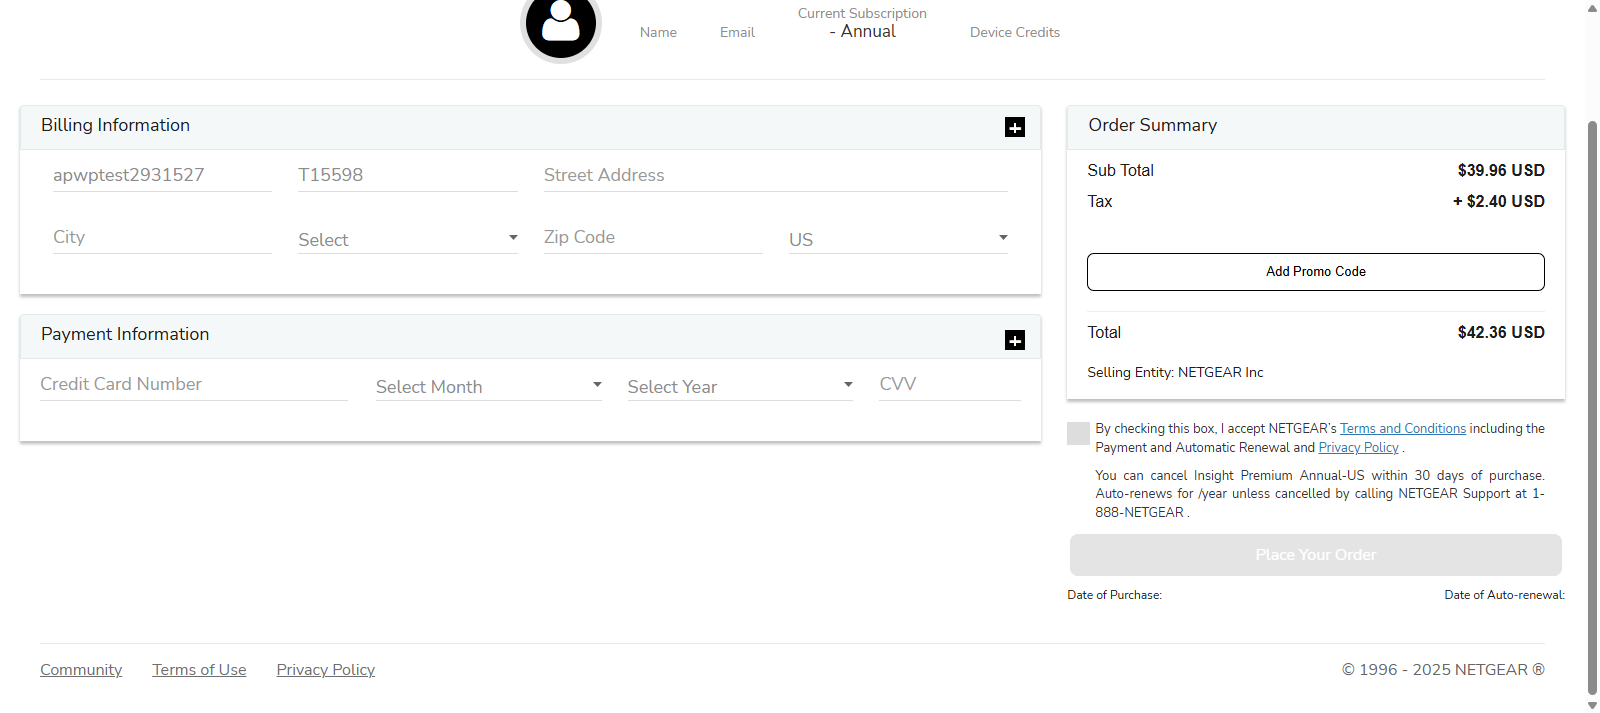 Current Subscription
Name
Email
- Annual
Device Credits
Billing Information
apwptest2931527
T15598
Street Address
City
Select
Zip Code
US
Payment Information
Credit Card Number
Select Month
Select Year
CVV
Order Summary
Sub Total
$39.96 USD
Tax
+ $2.40 USD
Add Promo Code
Total
$42.36 USD
Selling Entity: NETGEAR Inc
By checking this box, I accept NETGEAR's Terms and Conditions including the
Payment and Automatic Renewal and Privacy Policy .
You can cancel Insight Premium Annual-US within 30 days of purchase.
Auto-renews for /year unless cancelled by calling NETGEAR Support at 1-
888-NETGEAR .
Place Your Order
Date of Purchase:
Date of Auto-renewal:
Community
Terms of Use
Privacy Policy
© 1996 - 2025 NETGEAR ®